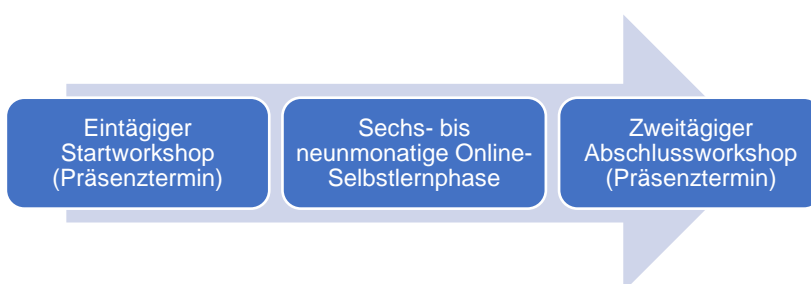 Eintägiger
Startworkshop
(Präsenztermin)
Sechs- bis
neunmonatige Online-
Selbstlernphase
Zweitägiger
Abschlussworkshop
(Präsenztermin)